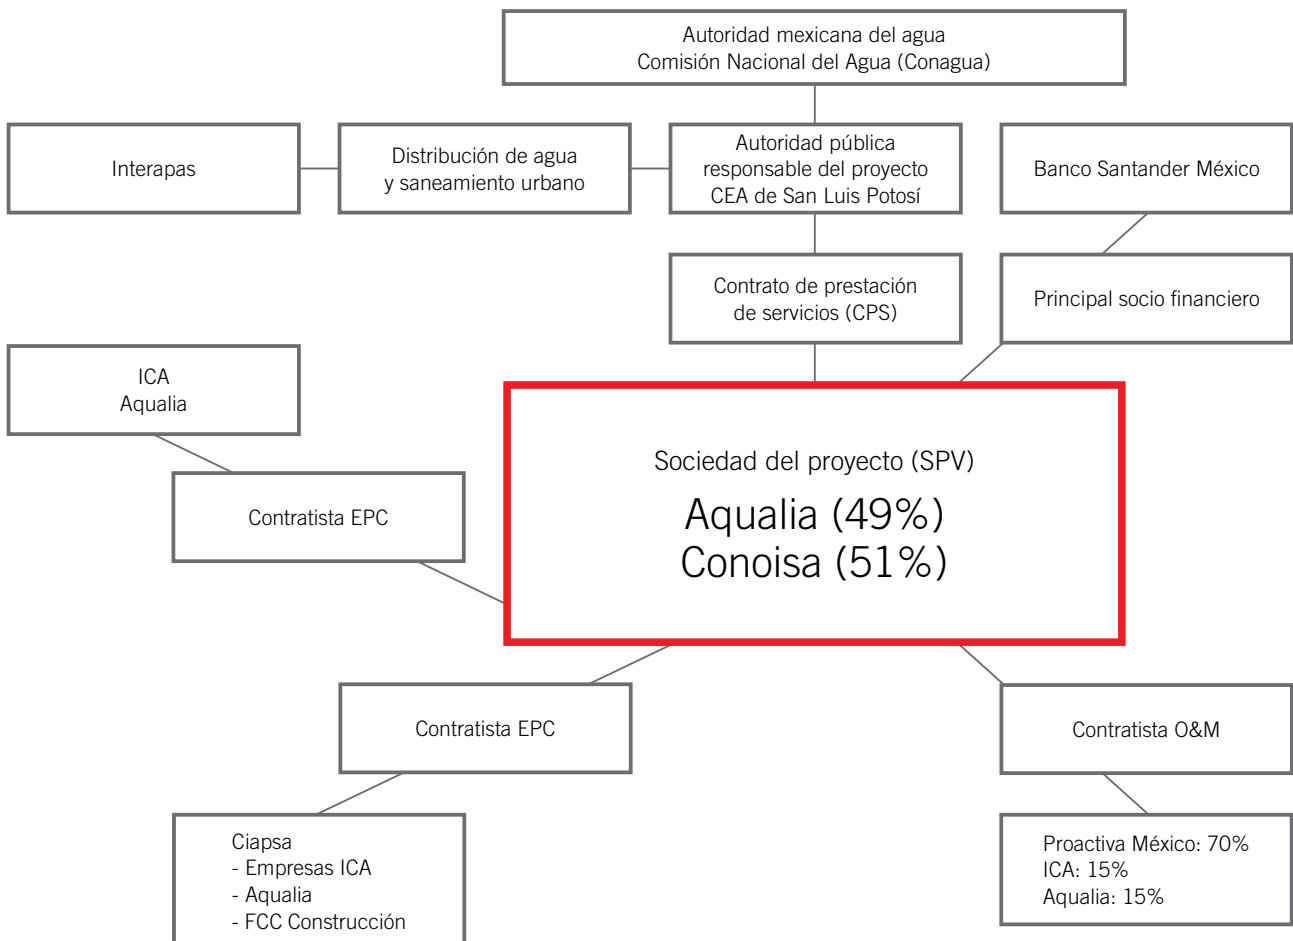 Autoridad mexicana del agua
Comisión Nacional del Agua (Conagua)
Interapas
Distribución de agua
y saneamiento urbano
Autoridad pública
responsable del proyecto
CEA de San Luis Potosí
Banco Santander México
Contrato de prestación
de servicios (CPS)
Principal socio financiero
ICA
Aqualia
Contratista EPC
Sociedad del proyecto (SPV)
Aqualia (49%)
Conoisa (51%)
Contratista EPC
Contratista O&M
Ciapsa
- Empresas ICA
- Aqualia
- FCC Construcción
Proactiva México: 70%
ICA: 15%
Aqualia: 15%